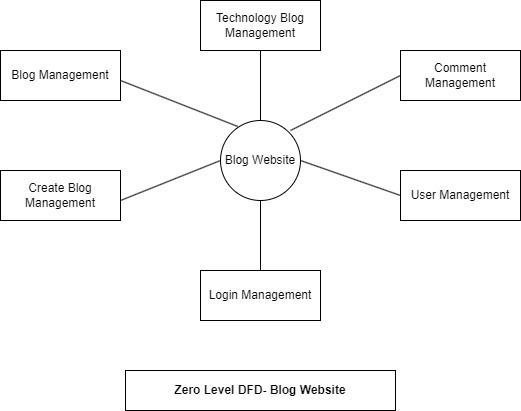 Technology Blog
Management
Blog Management
Comment
Management
Blog Website
Create Blog
Management
User Management
Login Management
Zero Level DFD- Blog Website